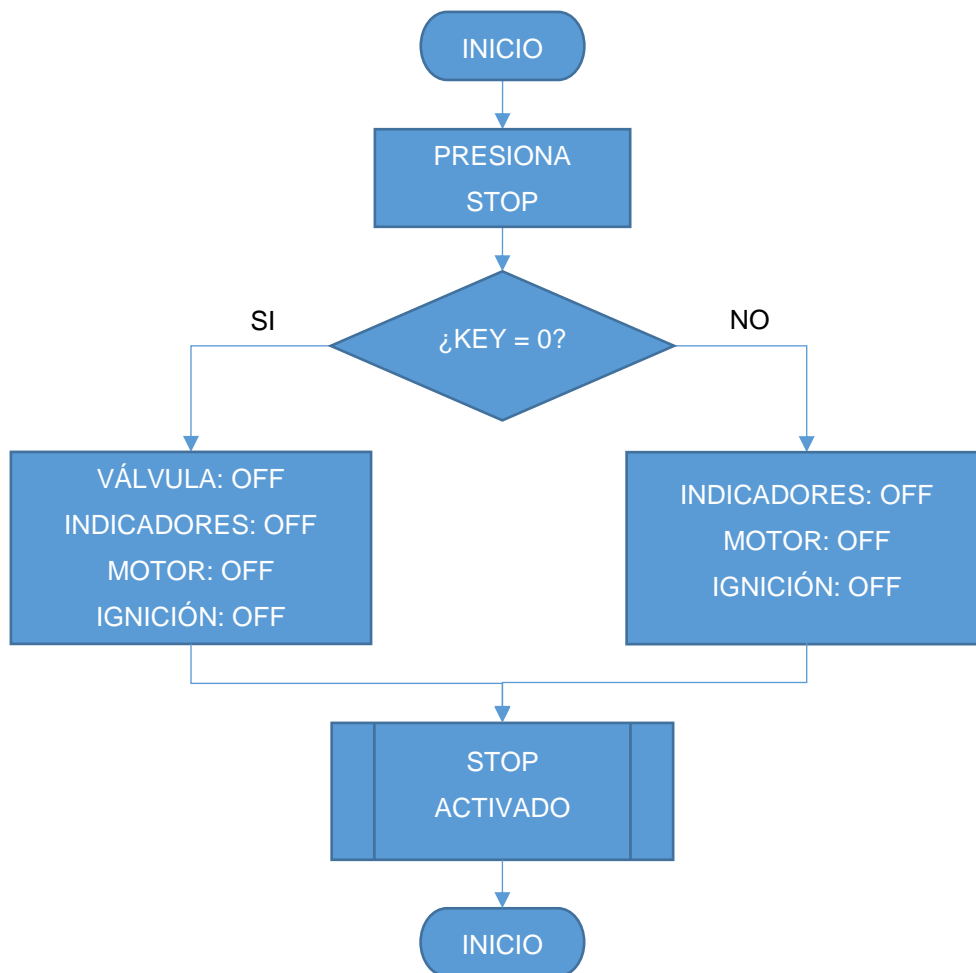 INICIO
PRESIONA
STOP
¿KEY = 0?
SI
NO
VÁLVULA: OFF
INDICADORES: OFF
MOTOR: OFF
IGNICIÓN: OFF
INDICADORES: OFF
MOTOR: OFF
IGNICIÓN: OFF
STOP
ACTIVADO
INICIO